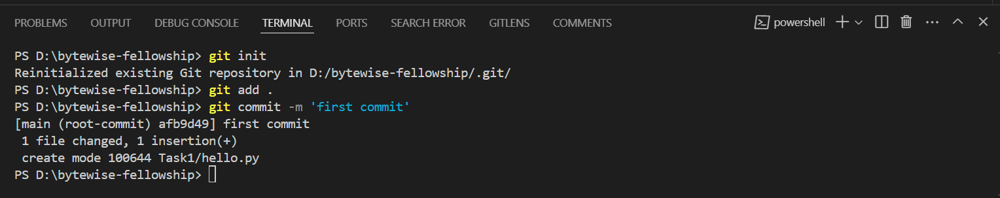 PROBLEMS OUTPUT DEBUG CONSOLE TERMINAL PORTS SEARCH ERROR GITLENS COMMENTS powershell
PS D:\bytewise-fellowship> git init
Reinitialized existing Git repository in D:/bytewise-fellowship/.git/
PS D:\bytewise-fellowship> git add .
PS D:\bytewise-fellowship> git commit -m 'first commit'
[main (root-commit) afb9d49] first commit
 1 file changed, 1 insertion(+)
 create mode 100644 Task1/hello.py
PS D:\bytewise-fellowship>